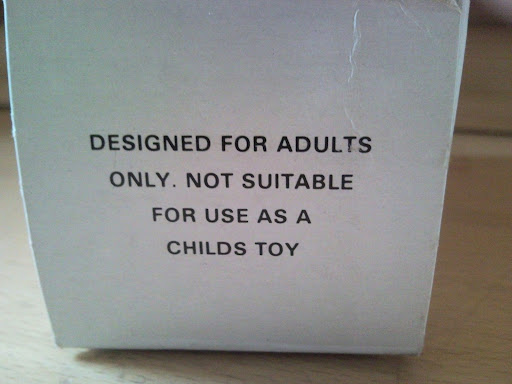 DESIGNED FOR ADULTS
ONLY. NOT SUITABLE
FOR USE AS A
CHILDS TOY